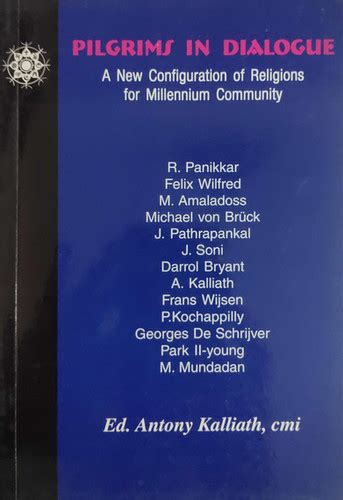 PILGRIMS IN DIALOGUE
A New Configuration of Religions
for Millennium Community
R. Panikkar
Felix Wilfred
M. Amaladoss
Michael von Brück
J. Pathrapankal
J. Soni
Darrol Bryant
A. Kalliath
Frans Wijsen
P.Kochappilly
Georges De Schrijver
Park Il-young
M. Mundadan
Ed. Antony Kalliath, cmi